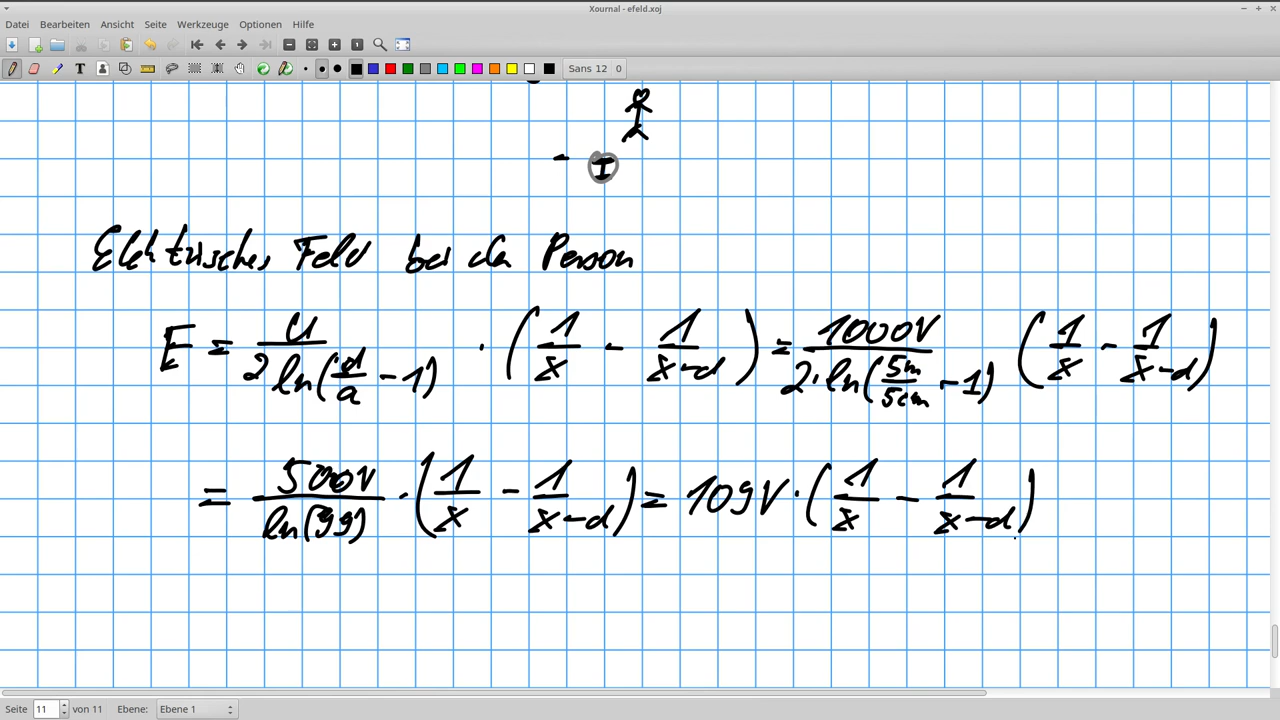 Xournal - efeld.xoj
Datei Bearbeiten Ansicht Seite Werkzeuge Optionen Hilfe
Sans 12 0
- I
Elektrisches Feld bei der Person
E = U / (2 ln(d/a - 1)) · (1/x - 1/(x-d)) = 1000V / (2·ln(5m/5cm - 1)) (1/x - 1/(x-d))
= 500V / ln(99) · (1/x - 1/(x-d)) = 109V · (1/x - 1/(x-d))
Seite 11 von 11 Ebene: Ebene 1